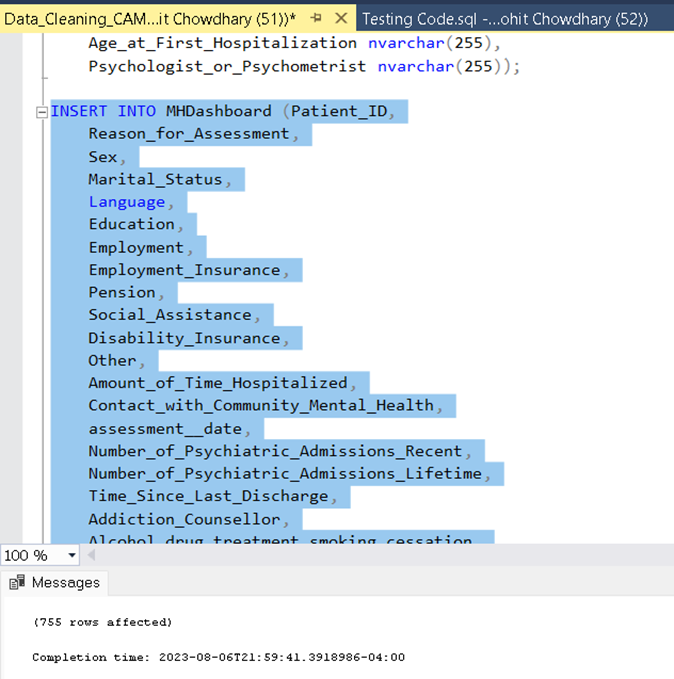 Data_Cleaning_CAM...it Chowdhary (51))*
Testing Code.sql -...ohit Chowdhary (52))
Age_at_First_Hospitalization nvarchar(255),
Psychologist_or_Psychometrist nvarchar(255));
INSERT INTO MHDashboard (Patient_ID,
Reason_for_Assessment,
Sex,
Marital_Status,
Language,
Education,
Employment,
Employment_Insurance,
Pension,
Social_Assistance,
Disability_Insurance,
Other,
Amount_of_Time_Hospitalized,
Contact_with_Community_Mental_Health,
assessment__date,
Number_of_Psychiatric_Admissions_Recent,
Number_of_Psychiatric_Admissions_Lifetime,
Time_Since_Last_Discharge,
Addiction_Counsellor,
Alcohol_drug_treatment_smoking_cessation,
100 %
Messages
(755 rows affected)
Completion time: 2023-08-06T21:59:41.3918986-04:00